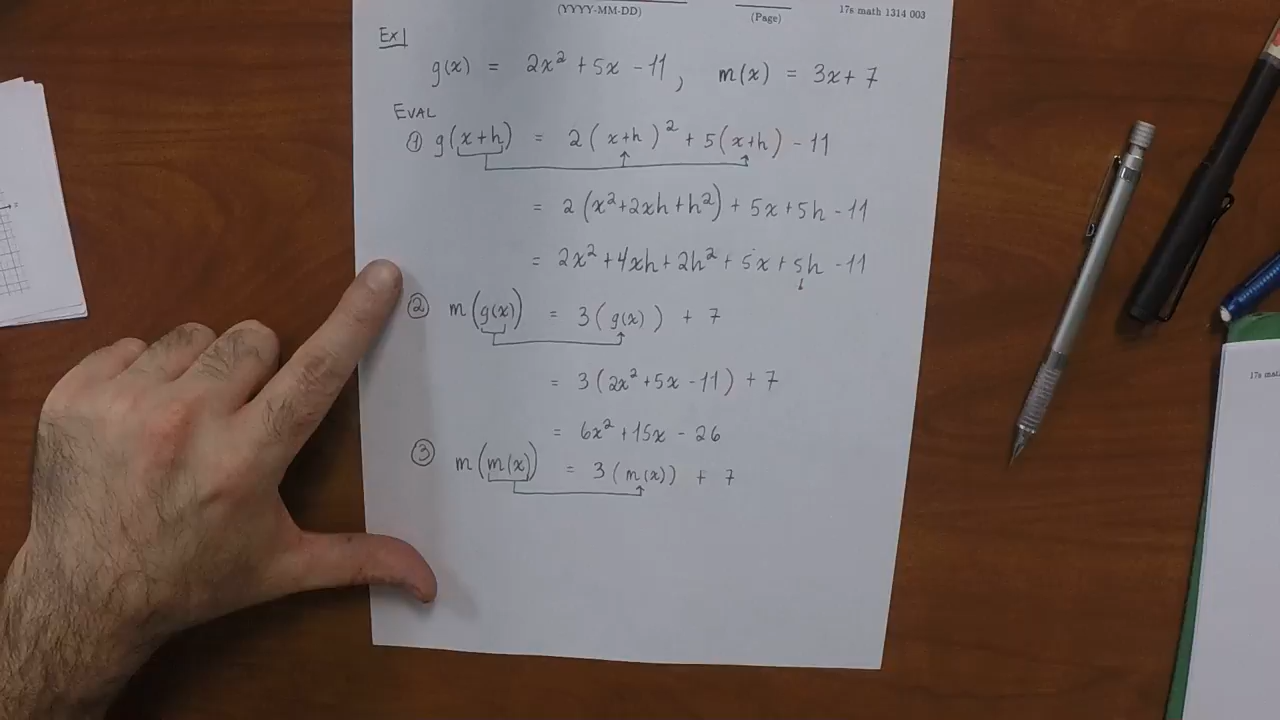 (YYYY-MM-DD) (Page) 17s math 1314 003
Ex1
g(x) = 2x² + 5x - 11, m(x) = 3x + 7
EVAL
① g(x+h) = 2(x+h)² + 5(x+h) - 11
= 2(x²+2xh+h²) + 5x + 5h - 11
= 2x² + 4xh + 2h² + 5x + 5h - 11
② m(g(x)) = 3(g(x)) + 7
= 3(2x² + 5x - 11) + 7
= 6x² + 15x - 26
③ m(m(x)) = 3(m(x)) + 7
17s